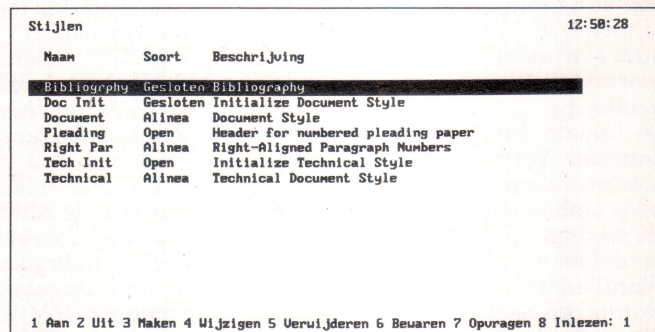 Stijlen 12:50:28
Naam Soort Beschrijving
Bibliogrphy Gesloten Bibliography
Doc Init Gesloten Initialize Document Style
Document Alinea Document Style
Pleading Open Header for numbered pleading paper
Right Par Alinea Right-Aligned Paragraph Numbers
Tech Init Open Initialize Technical Style
Technical Alinea Technical Document Style
1 Aan 2 Uit 3 Maken 4 Wijzigen 5 Verwijderen 6 Bewaren 7 Opvragen 8 Inlezen: 1